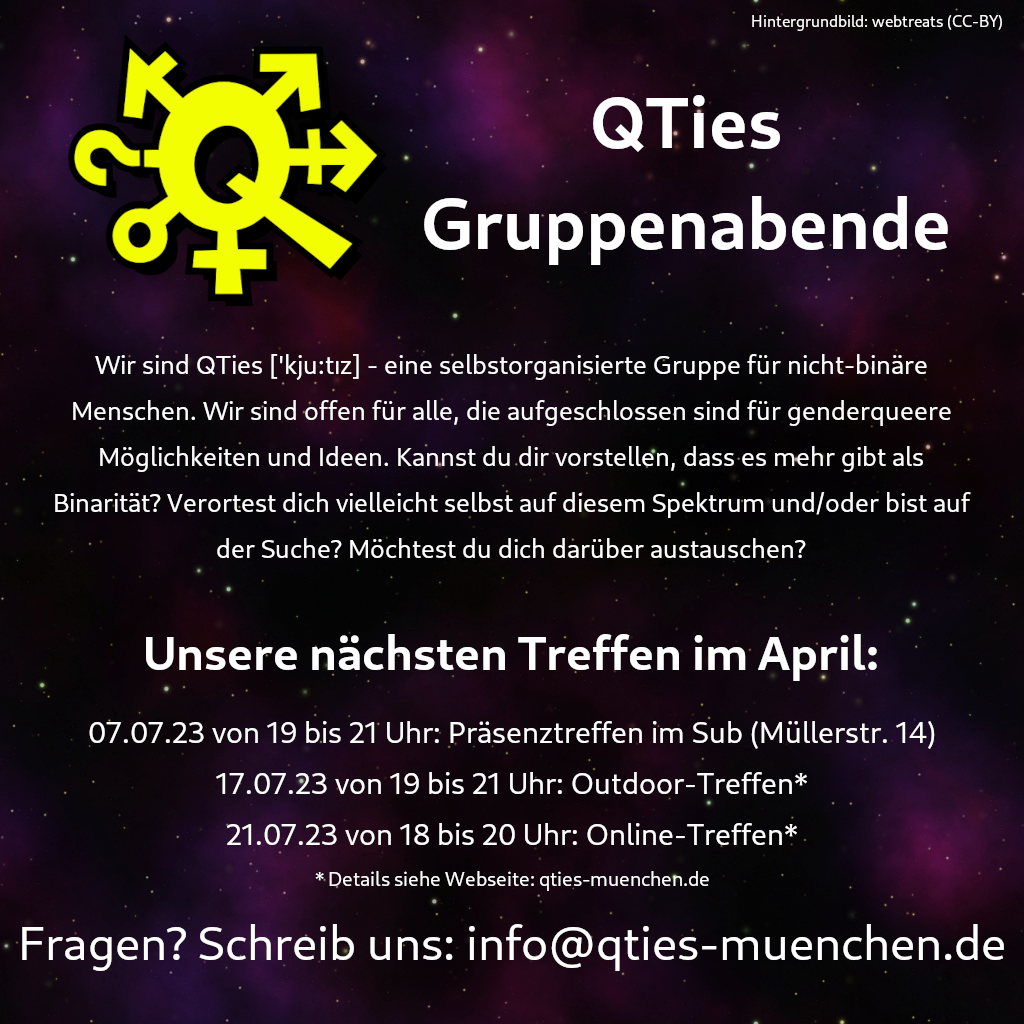 Hintergrundbild: webtreats (CC-BY)
QTies
Gruppenabende
Wir sind QTies ['kju:tɪz] - eine selbstorganisierte Gruppe für nicht-binäre
Menschen. Wir sind offen für alle, die aufgeschlossen sind für genderqueere
Möglichkeiten und Ideen. Kannst du dir vorstellen, dass es mehr gibt als
Binarität? Verortest dich vielleicht selbst auf diesem Spektrum und/oder bist auf
der Suche? Möchtest du dich darüber austauschen?
Unsere nächsten Treffen im April:
07.07.23 von 19 bis 21 Uhr: Präsenztreffen im Sub (Müllerstr. 14)
17.07.23 von 19 bis 21 Uhr: Outdoor-Treffen*
21.07.23 von 18 bis 20 Uhr: Online-Treffen*
* Details siehe Webseite: qties-muenchen.de
Fragen? Schreib uns: info@qties-muenchen.de